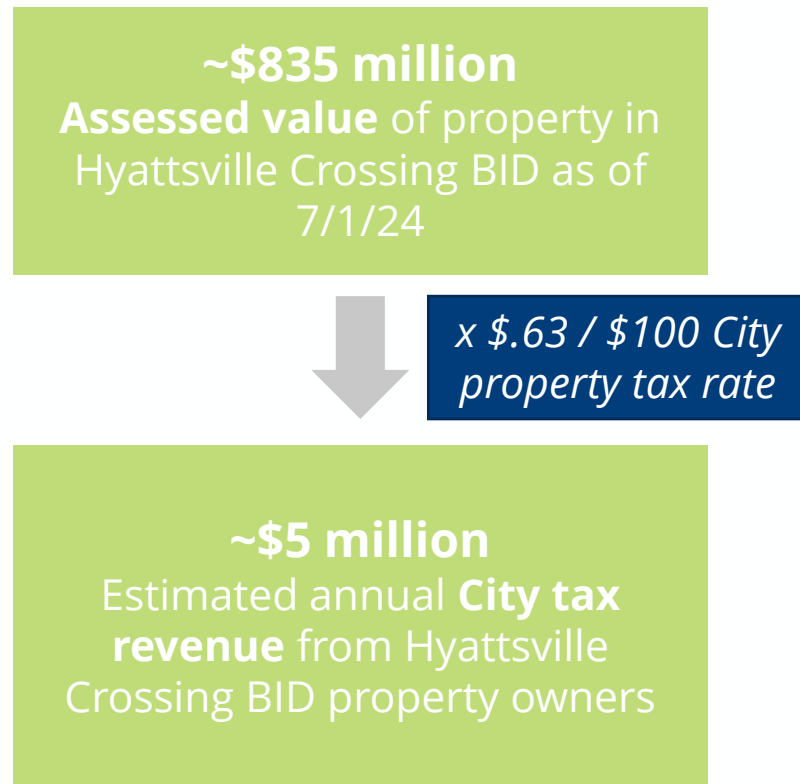 ~$835 million
Assessed value of property in
Hyattsville Crossing BID as of
7/1/24
x $.63 / $100 City
property tax rate
~$5 million
Estimated annual City tax
revenue from Hyattsville
Crossing BID property owners